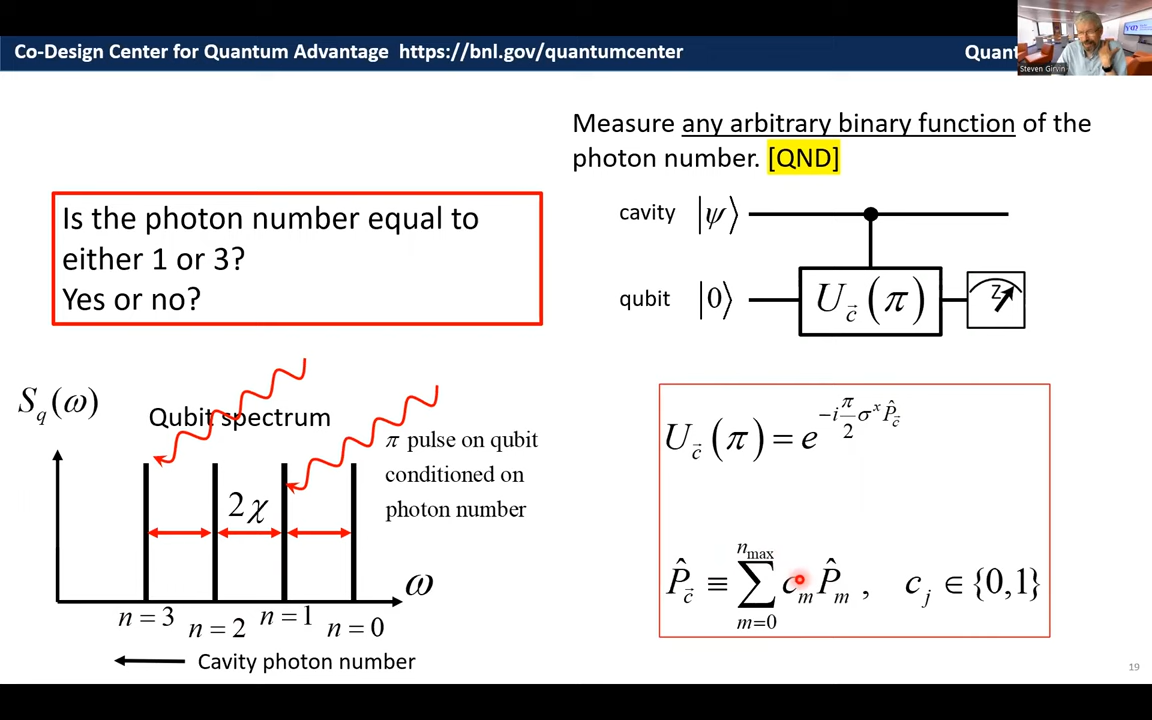 Co-Design Center for Quantum Advantage https://bnl.gov/quantumcenter
Steven Girvin
Measure any arbitrary binary function of the
photon number. [QND]
Is the photon number equal to
either 1 or 3?
Yes or no?
cavity |ψ⟩
qubit |0⟩ U_c⃗ (π) Z
S_q(ω)
Qubit spectrum
π pulse on qubit
conditioned on
photon number
2χ
ω
n = 3 n = 2 n = 1 n = 0
Cavity photon number
U_c⃗ (π) = e^{-i π/2 σ^x P̂_c⃗}
P̂_c⃗ ≡ ∑_{m=0}^{n_max} c_m P̂_m , c_j ∈ {0,1}
19